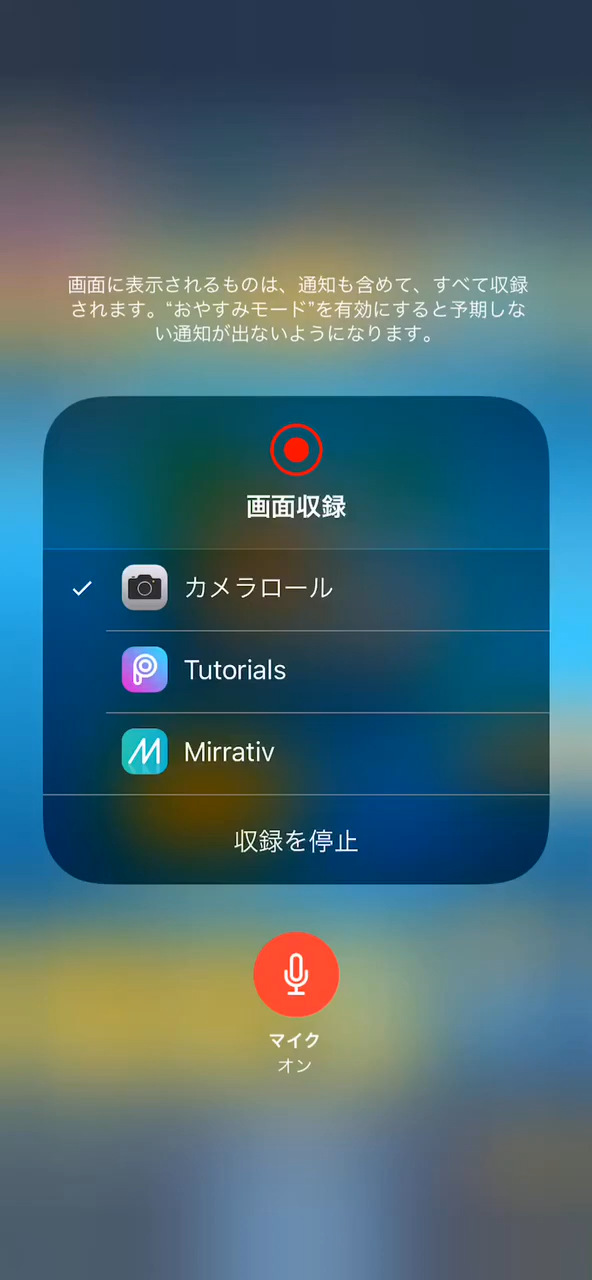 画面に表示されるものは、通知も含めて、すべて収録
されます。“おやすみモード”を有効にすると予期しな
い通知が出ないようになります。
画面収録
カメラロール
Tutorials
Mirrativ
収録を停止
マイク
オン